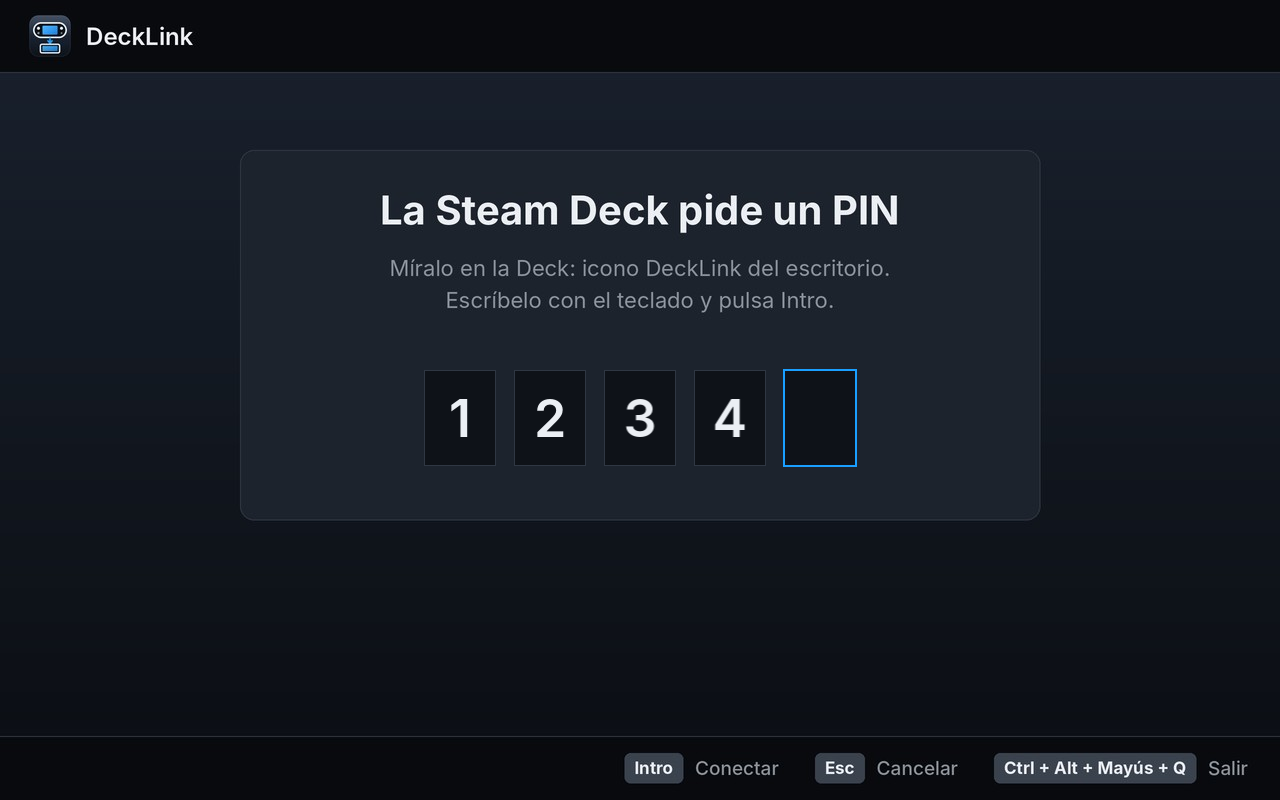 DeckLink
La Steam Deck pide un PIN
Míralo en la Deck: icono DeckLink del escritorio.
Escríbelo con el teclado y pulsa Intro.
1 2 3 4
Intro Conectar Esc Cancelar Ctrl + Alt + Mayús + Q Salir